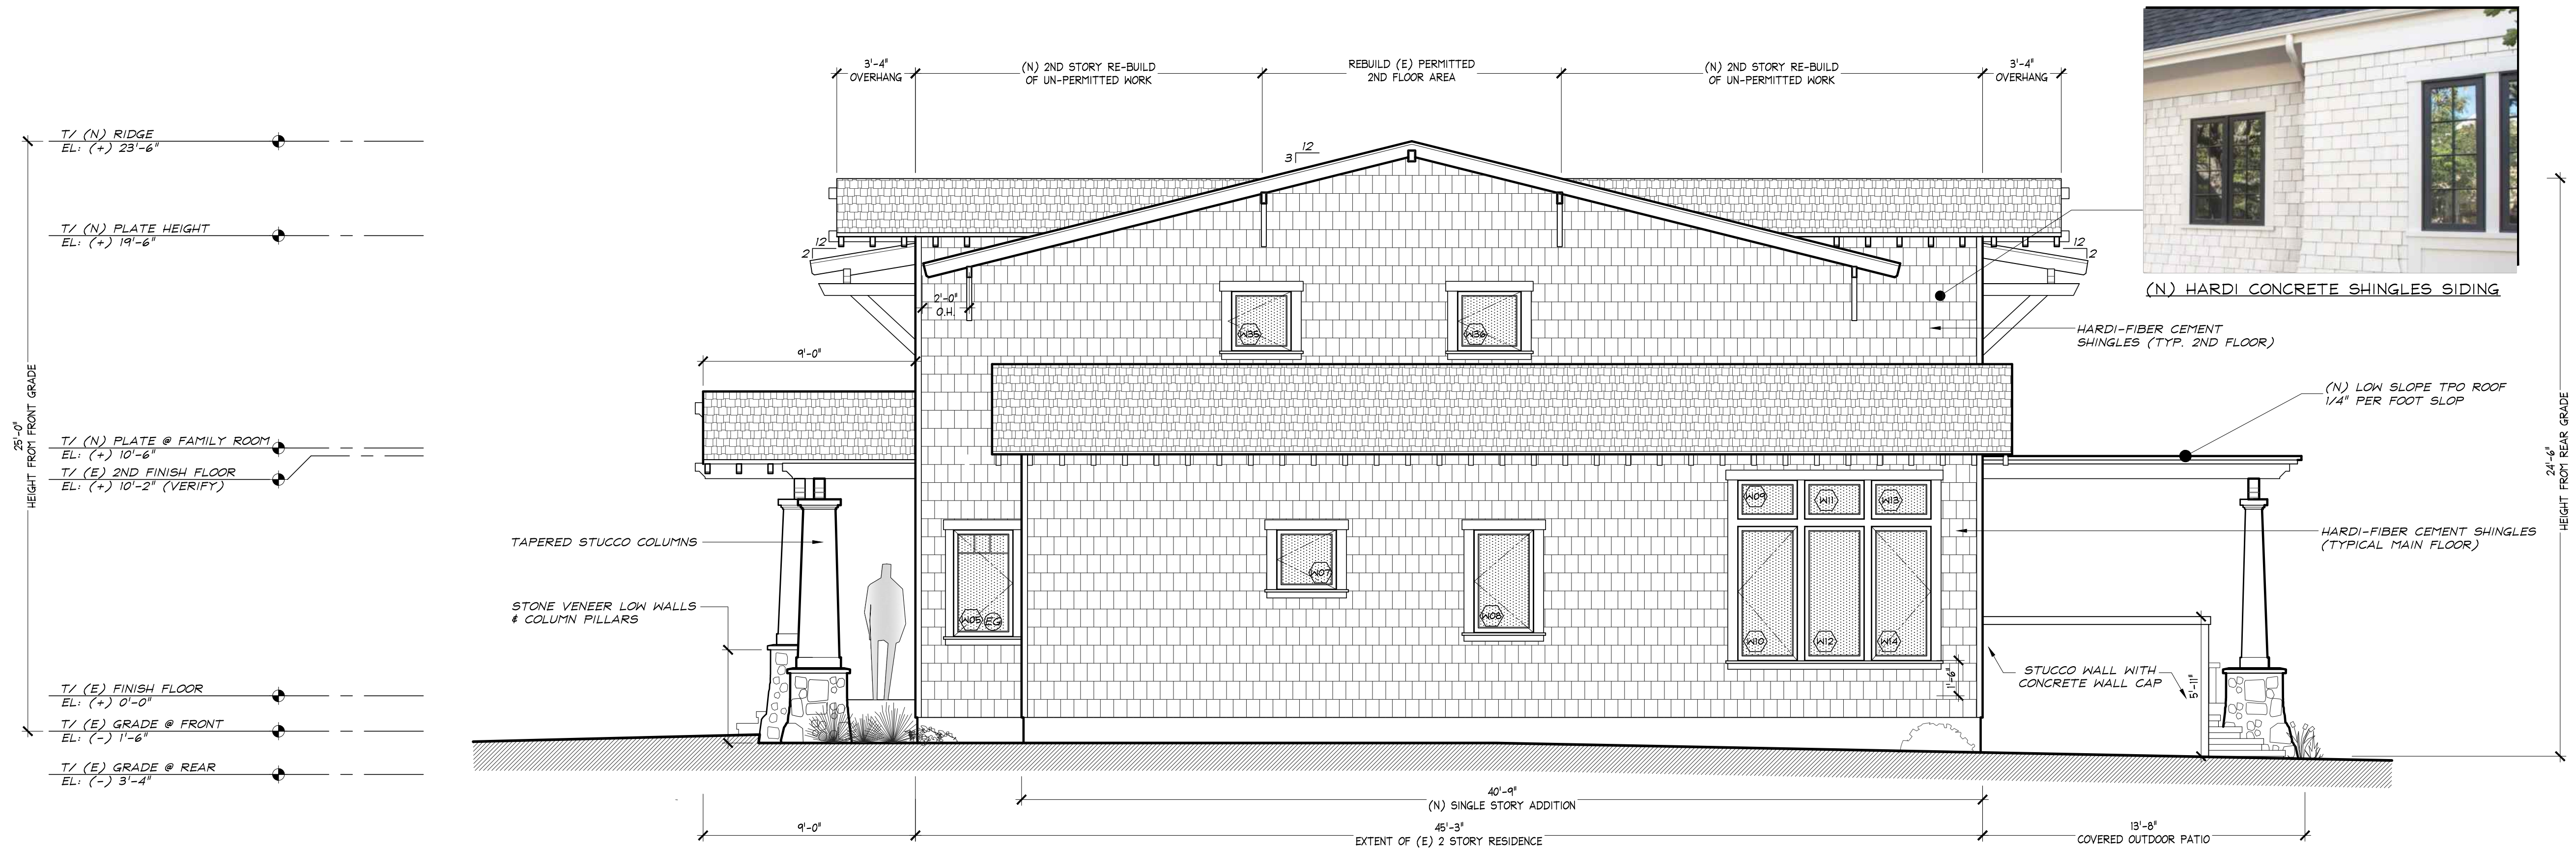 3'-4"
OVERHANG
(N) 2ND STORY RE-BUILD
OF UN-PERMITTED WORK
REBUILD (E) PERMITTED
2ND FLOOR AREA
(N) 2ND STORY RE-BUILD
OF UN-PERMITTED WORK
3'-4"
OVERHANG
T/ (N) RIDGE
EL: (+) 23'-6"
T/ (N) PLATE HEIGHT
EL: (+) 19'-6"
T/ (N) PLATE @ FAMILY ROOM
EL: (+) 10'-6"
T/ (E) 2ND FINISH FLOOR
EL: (+) 10'-2" (VERIFY)
T/ (E) FINISH FLOOR
EL: (+) 0'-0"
T/ (E) GRADE @ FRONT
EL: (-) 1'-6"
T/ (E) GRADE @ REAR
EL: (-) 3'-4"
25'-0"
HEIGHT FROM FRONT GRADE
12
3
12
2
12
2
2'-0"
O.H.
9'-0"
W35
W36
(N) HARDI CONCRETE SHINGLES SIDING
HARDI-FIBER CEMENT
SHINGLES (TYP. 2ND FLOOR)
(N) LOW SLOPE TPO ROOF
1/4" PER FOOT SLOP
24'-6"
HEIGHT FROM REAR GRADE
TAPERED STUCCO COLUMNS
STONE VENEER LOW WALLS
& COLUMN PILLARS
W05
EG
W07
W08
W09
W11
W13
W10
W12
W14
1'-6"
HARDI-FIBER CEMENT SHINGLES
(TYPICAL MAIN FLOOR)
STUCCO WALL WITH
CONCRETE WALL CAP
5'-11"
40'-9"
(N) SINGLE STORY ADDITION
9'-0"
45'-3"
EXTENT OF (E) 2 STORY RESIDENCE
13'-8"
COVERED OUTDOOR PATIO